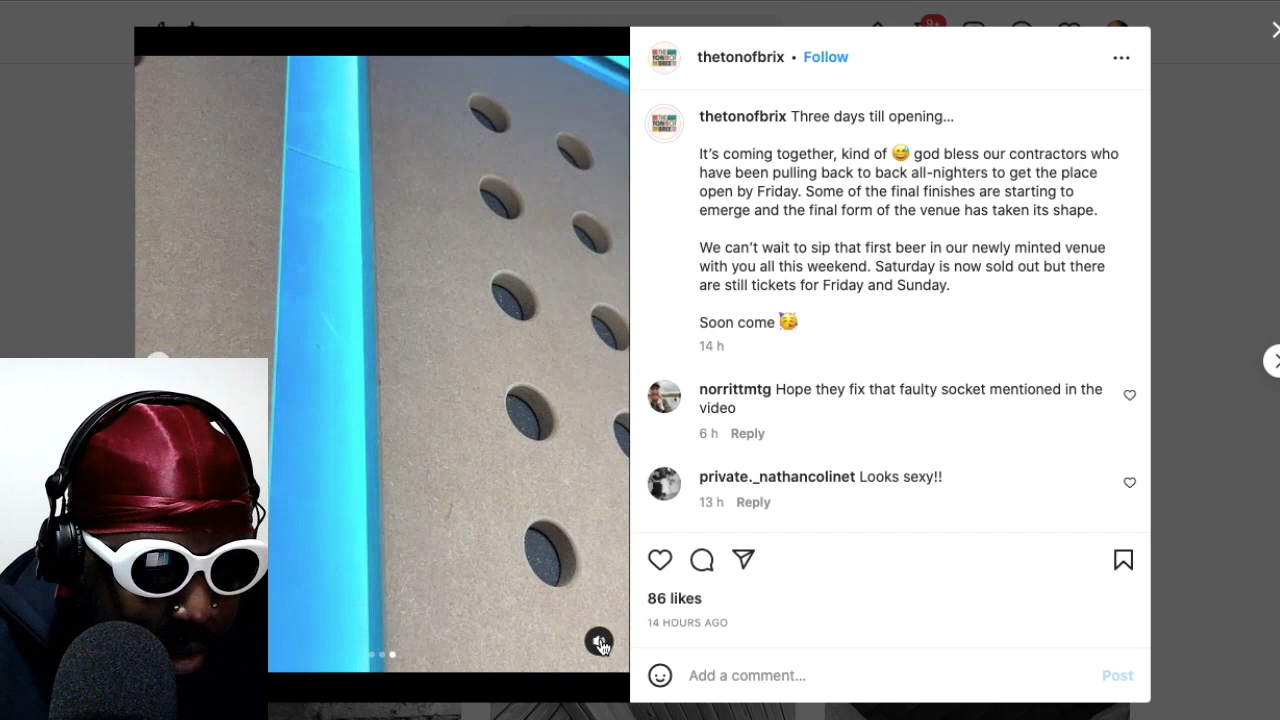 9+
thetonofbrix • Follow
thetonofbrix Three days till opening...
It's coming together, kind of 😅 god bless our contractors who
have been pulling back to back all-nighters to get the place
open by Friday. Some of the final finishes are starting to
emerge and the final form of the venue has taken its shape.
We can't wait to sip that first beer in our newly minted venue
with you all this weekend. Saturday is now sold out but there
are still tickets for Friday and Sunday.
Soon come 🥳
14 h
norrittmtg Hope they fix that faulty socket mentioned in the
video
6 h Reply
private._nathancolinet Looks sexy!!
13 h Reply
86 likes
14 HOURS AGO
Add a comment...
Post